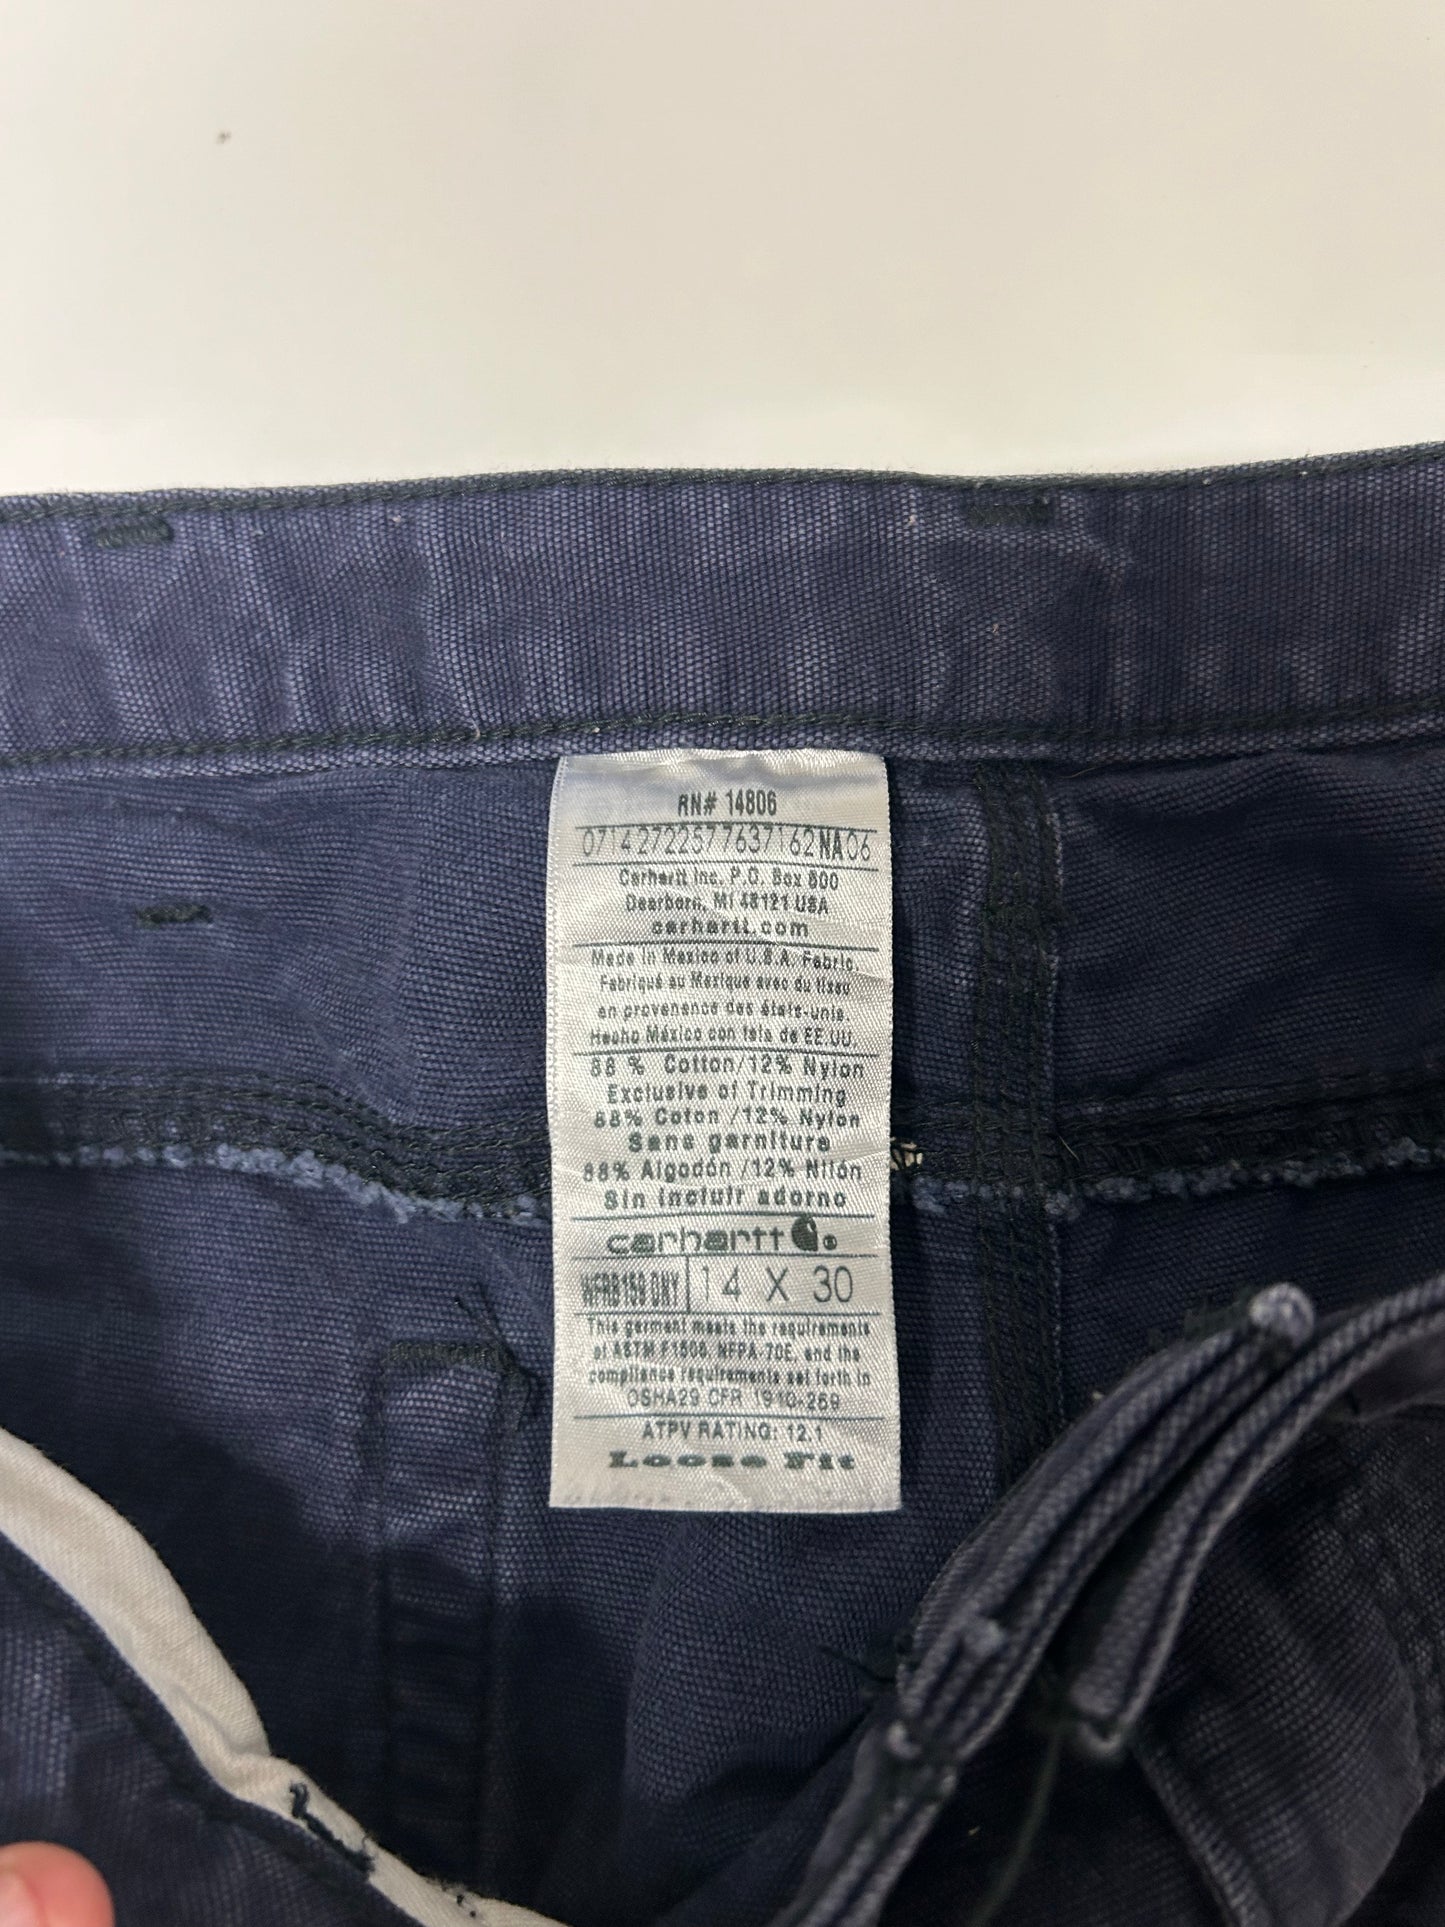 RN# 14806
07142722577637162NA06
Carhartt Inc. P.O. Box 600
Dearborn, MI 48121 USA
carhartt.com
Made in Mexico of U.S.A. Fabric.
Fabriqué au Mexique avec du tissu
en provenance des états-unis.
Hecho México con tela de EE.UU.
88 % Cotton/12% Nylon
Exclusive of Trimming
88% Coton /12% Nylon
Sans garniture
88% Algodón /12% Nilón
Sin incluir adorno
carhartt ®
WFRB159 DNY 14 X 30
This garment meets the requirements
of ASTM F1506, NFPA-70E, and the
compliance requirements set forth in
OSHA29 CFR 1910-269
ATPV RATING: 12.1
Loose Fit